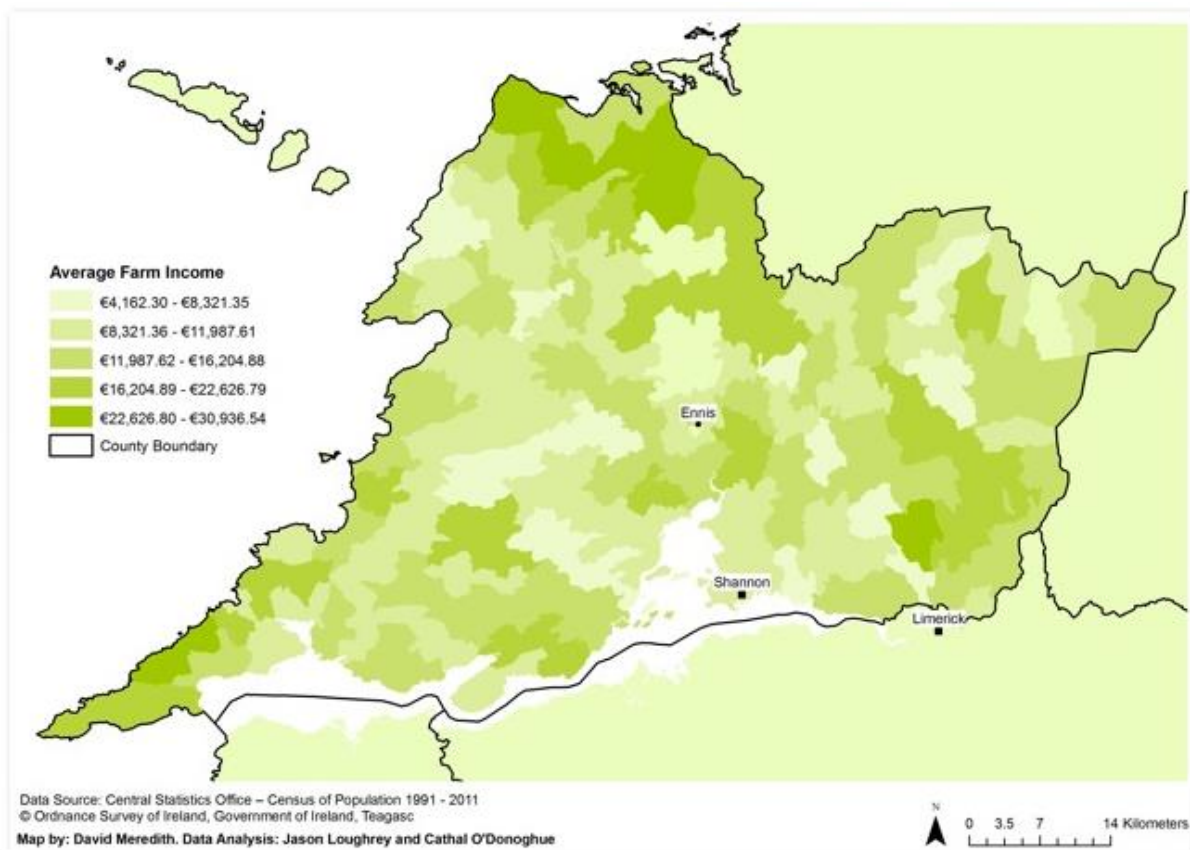 Average Farm Income
€4,162.30 - €8,321.35
€8,321.36 - €11,987.61
€11,987.62 - €16,204.88
€16,204.89 - €22,626.79
€22,626.80 - €30,936.54
County Boundary
Ennis
Shannon
Limerick
Data Source: Central Statistics Office – Census of Population 1991 - 2011
© Ordnance Survey of Ireland, Government of Ireland, Teagasc
Map by: David Meredith. Data Analysis: Jason Loughrey and Cathal O'Donoghue
N
0 3.5 7 14 Kilometers